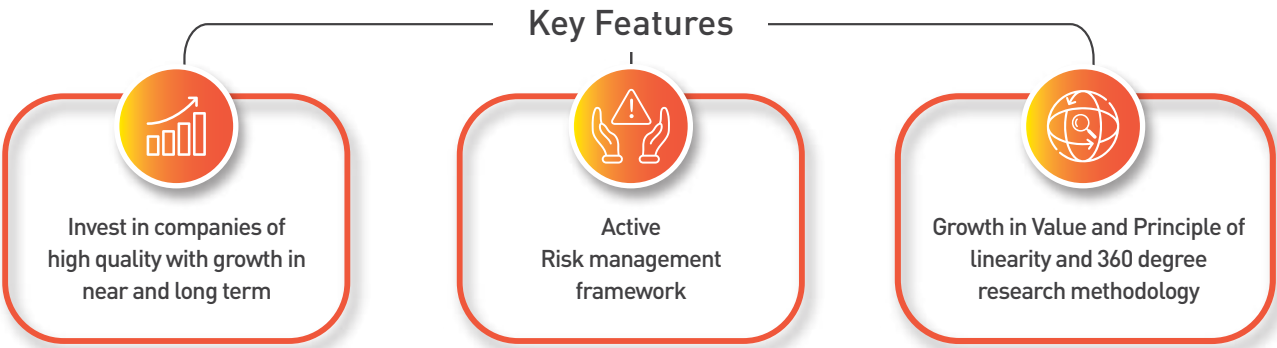 Key Features
Invest in companies of
high quality with growth in
near and long term
Active
Risk management
framework
Growth in Value and Principle of
linearity and 360 degree
research methodology